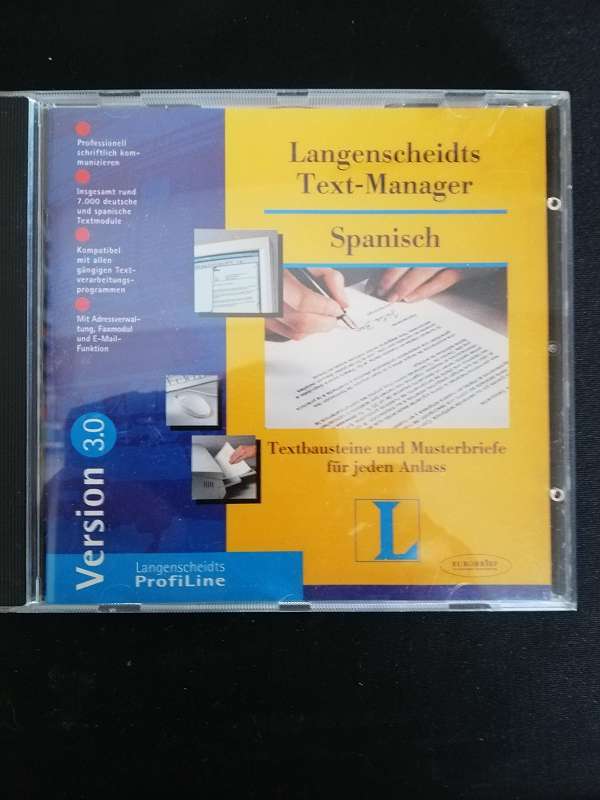 Professionell
schriftlich kom-
munizieren
Insgesamt rund
7.000 deutsche
und spanische
Textmodule
Kompatibel
mit allen
gängigen Text-
verarbeitungs-
programmen
Mit Adressverwal-
tung, Faxmodul
und E-Mail-
Funktion
Version 3.0
Langenscheidts
ProfiLine
Langenscheidts
Text-Manager
Spanisch
Textbausteine und Musterbriefe
für jeden Anlass
L
EUROBRIEF